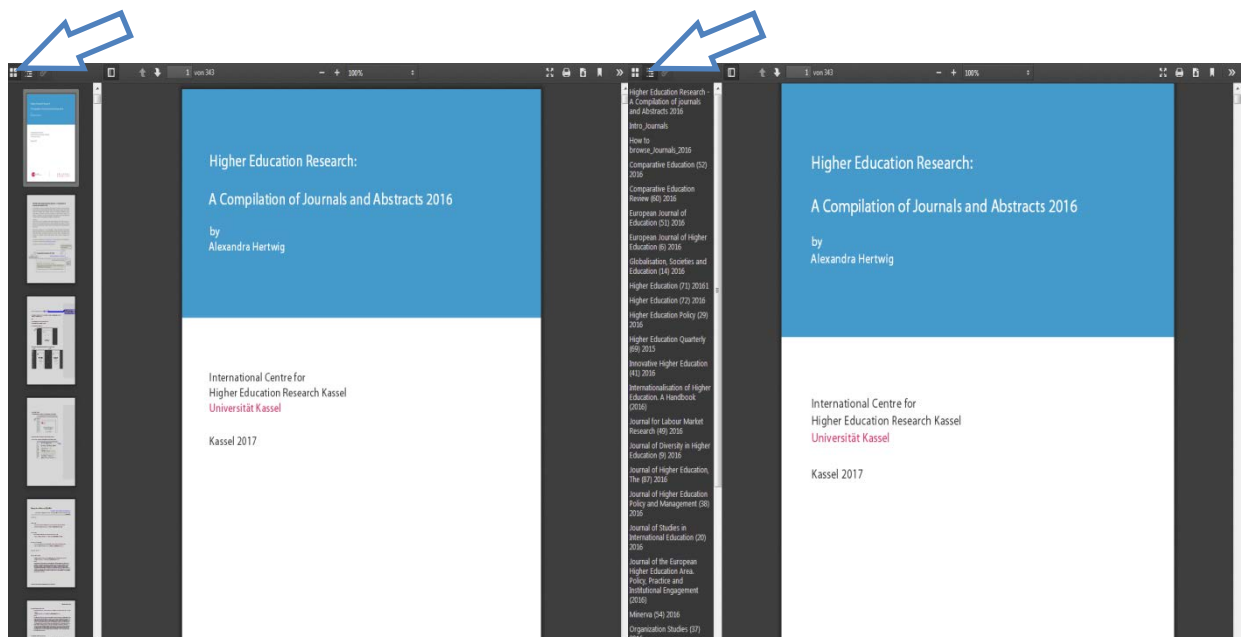 1 von 343
− + 100%
Higher Education Research:
A Compilation of Journals and Abstracts 2016
by
Alexandra Hertwig
International Centre for
Higher Education Research Kassel
Universität Kassel
Kassel 2017
Higher Education Research -
A Compilation of journals
and Abstracts 2016
Intro_Journals
How to
browse_Journals_2016
Comparative Education (52)
2016
Comparative Education
Review (60) 2016
European Journal of
Education (51) 2016
European Journal of Higher
Education (6) 2016
Globalisation, Societies and
Education (14) 2016
Higher Education (71) 20161
Higher Education (72) 2016
Higher Education Policy (29)
2016
Higher Education Quarterly
(69) 2015
Innovative Higher Education
(41) 2016
Internationalisation of Higher
Education. A Handbook
(2016)
Journal for Labour Market
Research (49) 2016
Journal of Diversity in Higher
Education (9) 2016
Journal of Higher Education,
The (87) 2016
Journal of Higher Education
Policy and Management (38)
2016
Journal of Studies in
International Education (20)
2016
Journal of the European
Higher Education Area.
Policy, Practice and
Institutional Engagement
(2016)
Minerva (54) 2016
Organization Studies (37)
1 von 343
− + 100%
Higher Education Research:
A Compilation of Journals and Abstracts 2016
by
Alexandra Hertwig
International Centre for
Higher Education Research Kassel
Universität Kassel
Kassel 2017